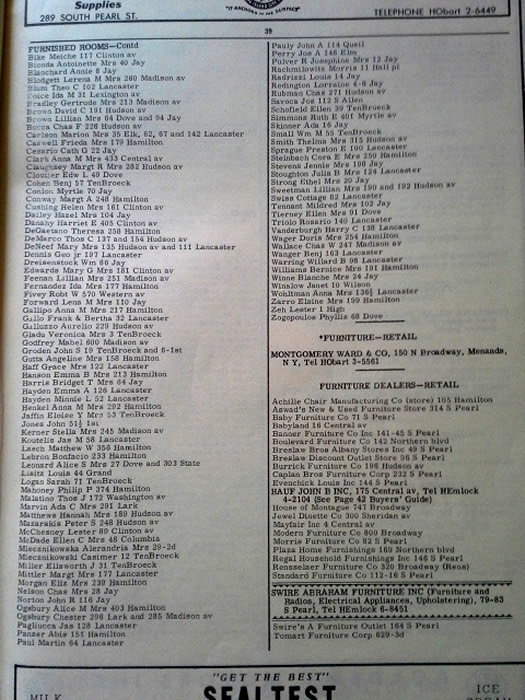 Supplies
289 SOUTH PEARL ST.
TELEPHONE HObart 2-6449
39
FURNISHED ROOMS—Contd
Bike Meiche 117 Clinton av
Bionda Antoinette Mrs 40 Jay
Blanchard Annie 8 Jay
Blodgett Lerena M Mrs 260 Madison av
Blum Theo C 102 Lancaster
Boice Ida M 31 Lexington av
Bradley Gertrude Mrs 213 Madison av
Brown David C 191 Hudson av
Brown Lillian Mrs 64 Dove and 94 Jay
Bucca Chas F 226 Hudson av
Carlson Marion Mrs 35 Elk, 52, 67 and 142 Lancaster
Caswell Frieda M 179 Hamilton
Cesario Cath O 22 Jay
Clark Anna M Mrs 433 Central av
Claughsey Margt R Mrs 282 Hudson av
Closier Edw L 49 Dove
Cohen Benj 57 TenBroeck
Conlon Myrtle 70 Jay
Conway Margt A 248 Hamilton
Cushing Helen Mrs 161 Clinton av
Dailey Hazel Mrs 104 Jay
Danahy Harriet E 405 Clinton av
DeGaetano Theresa 258 Hamilton
DeMarco Thos C 137 and 154 Hudson av
DeNeef Mary Mrs 135 Hudson av and 111 Lancaster
Dennis Geo jr 197 Lancaster
Dreisenstock Wm 86 Jay
Edwards Mary G Mrs 181 Clinton av
Feenan Lillian Mrs 251 Madison av
Fernandez Ida Mrs 177 Hamilton
Fivey Robt W 570 Western av
Forward Lena M Mrs 110 Jay
Gallipo Anna M Mrs 217 Hamilton
Gallo Frank & Bertha 32 Lancaster
Galluzzo Aurelio 229 Hudson av
Gladu Veronica Mrs 3 TenBroeck
Godfrey Mabel 600 Madison av
Groden John S 19 TenBroeck and 6-1st
Gutta Angeline Mrs 158 Hamilton
Haff Grace Mrs 122 Lancaster
Hanson Emma B Mrs 213 Hamilton
Harris Bridget T Mrs 64 Jay
Hayden Emma A 126 Lancaster
Hayden Minnie L 52 Lancaster
Henkel Anna M Mrs 292 Hamilton
Jaffon Eloize Y Mrs 53 TenBroeck
Jones John 51½ 1st
Kerner Stella Mrs 245 Madison av
Koutelis Jas M 58 Lancaster
Lasch Matthew W 356 Hamilton
Lebron Bonafacio 233 Hamilton
Leonard Alice S Mrs 27 Dove and 303 State
Lisitz Louis 44 Grand
Logan Sarah 71 TenBroeck
Mahoney Philip P 374 Hamilton
Malatino Thos J 172 Washington av
Marvin Ada C Mrs 291 Lark
Matthews Hannah Mrs 189 Hudson av
Mazarakis Peter S 248 Hudson av
McChesney Lester 89 Clinton av
McDade Ellen C Mrs 48 Columbia
Miecznikowska Alexandria Mrs 29-2d
Miecznikowski Casimer 12 TenBroeck
Miller Ellsworth J 31 TenBroeck
Mittler Margt Mrs 177 Lancaster
Morgan Eliz Mrs 239 Hamilton
Nelson Chas Mrs 28 Jay
Norton John R 116 Jay
Ogsbury Alice M Mrs 403 Hamilton
Ogsbury Chester 296 Lark and 285 Madison av
Pagliucca Jas 128 Lancaster
Panzer Abis 151 Hamilton
Paul Martin 64 Lancaster
Pauly John A 114 Quail
Perry Jos A 148 Elm
Pulver R Josephine Mrs 12 Jay
Rachmilowitz Morris 11 Hall pl
Radrizzi Louis 14 Jay
Redington Lorraine 4-6 Jay
Rubman Chas 271 Hudson av
Savoca Jos 112 S Allen
Schofield Ellen 39 TenBroeck
Simmons Ruth E 401 Myrtle av
Skinner Ada 16 Jay
Small Wm M 55 TenBroeck
Smith Thelma Mrs 315 Hudson av
Sprague Preston E 100 Lancaster
Steinbach Cora E Mrs 250 Hamilton
Stevens Jennie Mrs 198 Jay
Stoughton Julia B Mrs 124 Lancaster
Strong Ethel Mrs 20 Jay
Sweetman Lillian Mrs 190 and 192 Hudson av
Swiss Cottage 82 Lancaster
Tennant Mildred Mrs 102 Jay
Tierney Ellen Mrs 91 Dove
Triolo Rosario 140 Lancaster
Vanderburgh Harry C 138 Lancaster
Wager Doris Mrs 254 Hamilton
Wallace Chas W 247 Madison av
Wanger Benj 163 Lancaster
Warring Willard B 98 Lancaster
Williams Bernice Mrs 191 Hamilton
Winne Blanche Mrs 24 Jay
Winslow Janet 10 Wilson
Wohltman Anna Mrs 136½ Lancaster
Zarro Elaine Mrs 199 Hamilton
Zeh Lester 1 High
Zogopoulos Phyllis 68 Dove
*FURNITURE—RETAIL
MONTGOMERY WARD & CO, 150 N Broadway, Menands,
N Y, Tel HObart 3-5561
FURNITURE DEALERS—RETAIL
Achille Chair Manufacturing Co (store) 105 Hamilton
Aswad's New & Used Furniture Store 314 S Pearl
Baby Furniture Co 71 S Pearl
Babyland 16 Central av
Banner Furniture Co Inc 141-45 S Pearl
Boulevard Furniture Co 142 Northern blvd
Breslaw Bros Albany Stores Inc 49 S Pearl
Breslaw Discount Outlet Store 96 S Pearl
Burrick Furniture Co 196 Hudson av
Caplan Bros Furniture Corp 232 S Pearl
Evenchick Louis Inc 144 S Pearl
HAUF JOHN B INC, 175 Central av, Tel HEmlock
4-2104 (See Page 42 Buyers' Guide)
House of Montague 747 Broadway
Jewel Dinette Co 300 Sheridan av
Mayfair Inc 4 Central av
Modern Furniture Co 800 Broadway
Morris Furniture Co 82 S Pearl
Plaza Home Furnishings 169 Northern blvd
Regal Household Furnishings Inc 146 S Pearl
Rensselaer Furniture Co 320 Broadway (Rens)
Standard Furniture Co 112-16 S Pearl
SWIRE ABRAHAM FURNITURE INC (Furniture and
Radios, Electrical Appliances, Upholstering), 79-83
S Pearl, Tel HEmlock 6-8451
Swire's A Furniture Outlet 164 S Pearl
Tomart Furniture Corp 629-3d
"GET THE BEST"
MILK
SEALTEST
ICE